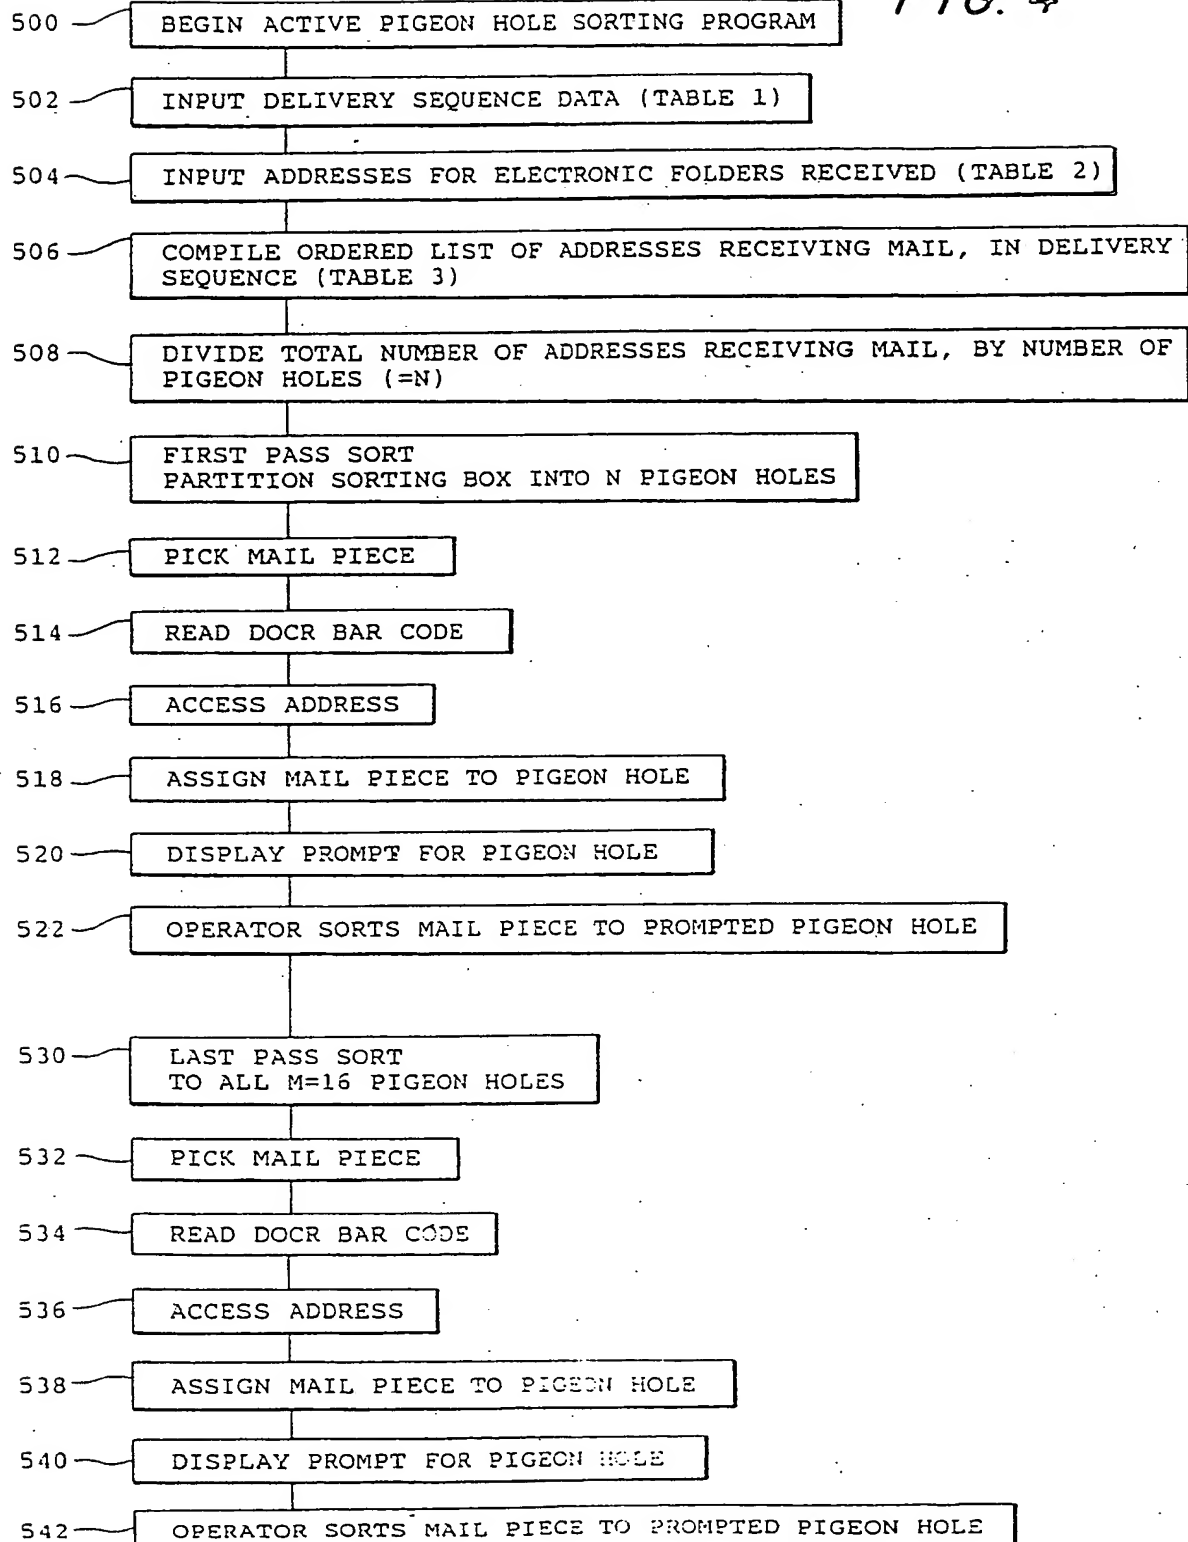 FIG. 4
500 BEGIN ACTIVE PIGEON HOLE SORTING PROGRAM
502 INPUT DELIVERY SEQUENCE DATA (TABLE 1)
504 INPUT ADDRESSES FOR ELECTRONIC FOLDERS RECEIVED (TABLE 2)
506 COMPILE ORDERED LIST OF ADDRESSES RECEIVING MAIL, IN DELIVERY
SEQUENCE (TABLE 3)
508 DIVIDE TOTAL NUMBER OF ADDRESSES RECEIVING MAIL, BY NUMBER OF
PIGEON HOLES (=N)
510 FIRST PASS SORT
PARTITION SORTING BOX INTO N PIGEON HOLES
512 PICK MAIL PIECE
514 READ DOCR BAR CODE
516 ACCESS ADDRESS
518 ASSIGN MAIL PIECE TO PIGEON HOLE
520 DISPLAY PROMPT FOR PIGEON HOLE
522 OPERATOR SORTS MAIL PIECE TO PROMPTED PIGEON HOLE
530 LAST PASS SORT
TO ALL M=16 PIGEON HOLES
532 PICK MAIL PIECE
534 READ DOCR BAR CODE
536 ACCESS ADDRESS
538 ASSIGN MAIL PIECE TO PIGEON HOLE
540 DISPLAY PROMPT FOR PIGEON HOLE
542 OPERATOR SORTS MAIL PIECE TO PROMPTED PIGEON HOLE